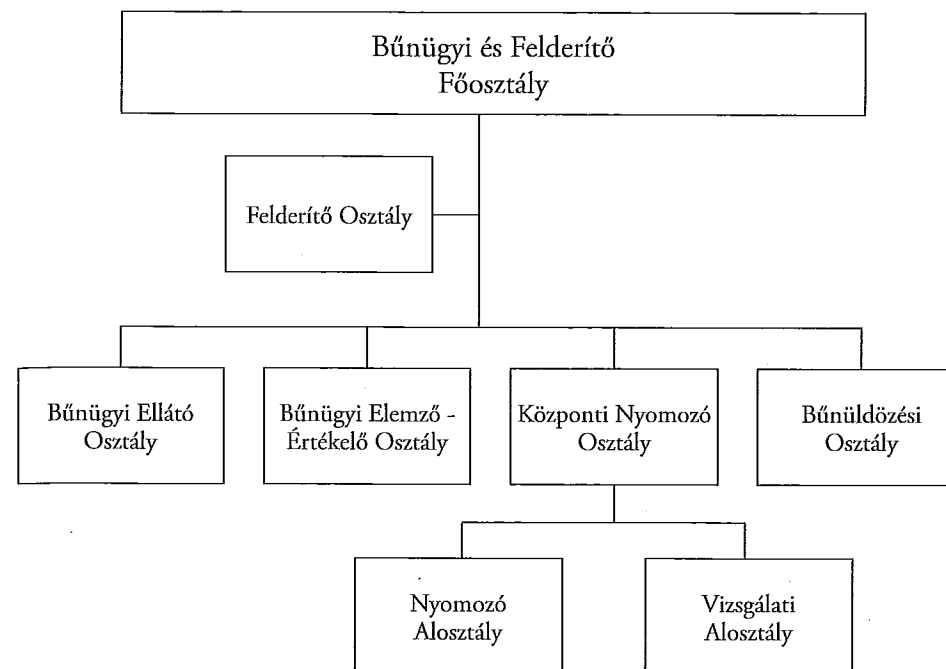 Bűnügyi és Felderítő
Főosztály
Felderítő Osztály
Bűnügyi Ellátó
Osztály
Bűnügyi Elemző -
Értékelő Osztály
Központi Nyomozó
Osztály
Bűnüldözési
Osztály
Nyomozó
Alosztály
Vizsgálati
Alosztály